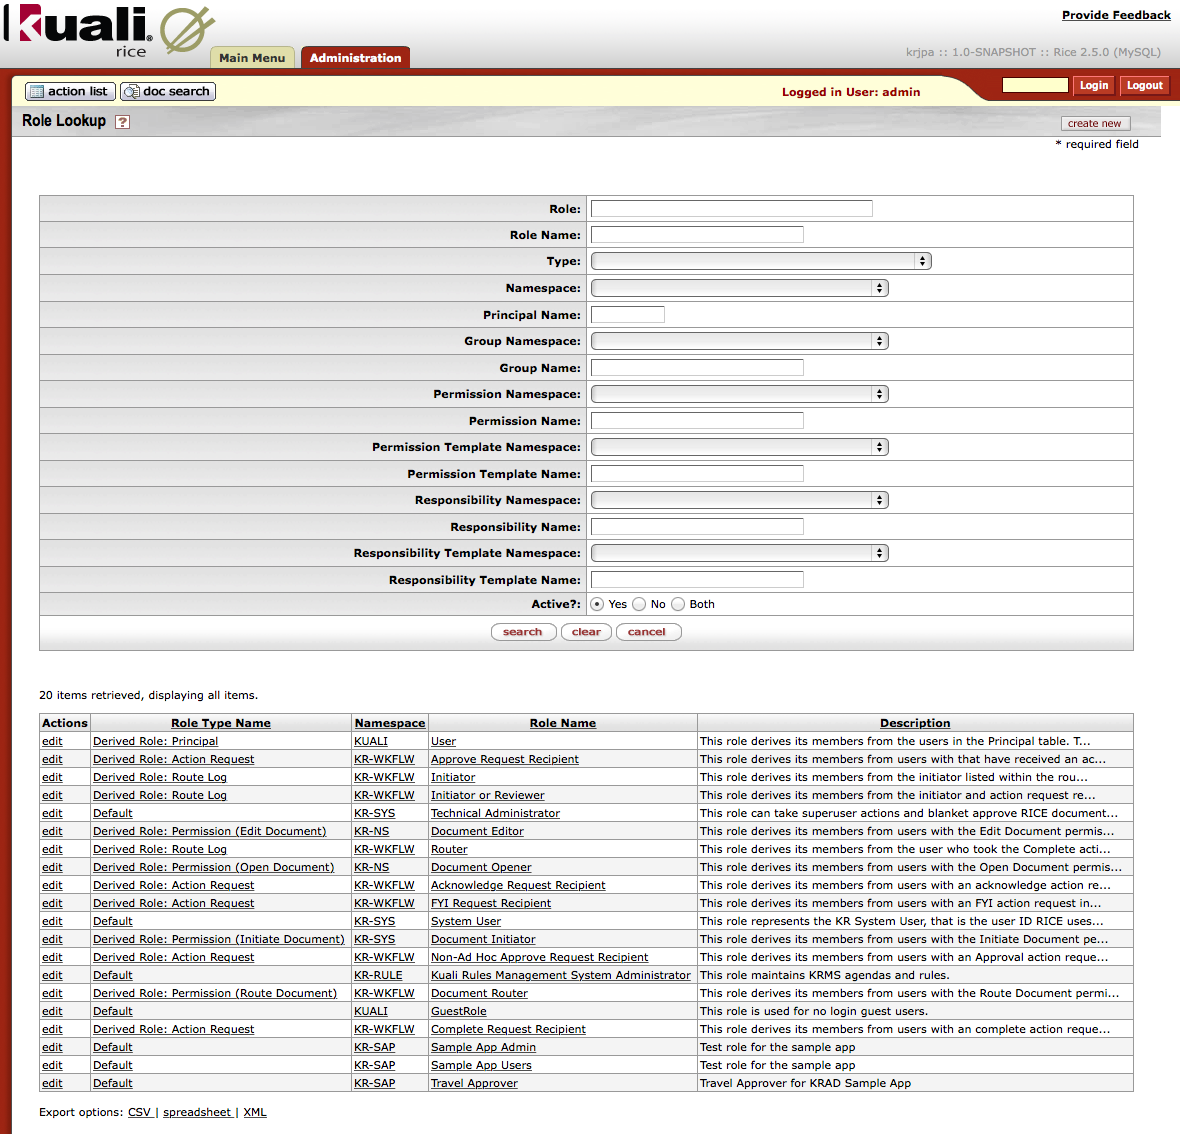 Provide Feedback
kuali
rice
Main Menu Administration
krjpa :: 1.0-SNAPSHOT :: Rice 2.5.0 (MySQL)
action list doc search Logged in User: admin Login Logout
Role Lookup ? create new
* required field
Role:
Role Name:
Type:
Namespace:
Principal Name:
Group Namespace:
Group Name:
Permission Namespace:
Permission Name:
Permission Template Namespace:
Permission Template Name:
Responsibility Namespace:
Responsibility Name:
Responsibility Template Namespace:
Responsibility Template Name:
Active?: Yes No Both
search clear cancel
20 items retrieved, displaying all items.
Actions Role Type Name Namespace Role Name Description
edit Derived Role: Principal KUALI User This role derives its members from the users in the Principal table. T...
edit Derived Role: Action Request KR-WKFLW Approve Request Recipient This role derives its members from users with that have received an ac...
edit Derived Role: Route Log KR-WKFLW Initiator This role derives its members from the initiator listed within the rou...
edit Derived Role: Route Log KR-WKFLW Initiator or Reviewer This role derives its members from the initiator and action request re...
edit Default KR-SYS Technical Administrator This role can take superuser actions and blanket approve RICE document...
edit Derived Role: Permission (Edit Document) KR-NS Document Editor This role derives its members from users with the Edit Document permis...
edit Derived Role: Route Log KR-WKFLW Router This role derives its members from the user who took the Complete acti...
edit Derived Role: Permission (Open Document) KR-NS Document Opener This role derives its members from users with the Open Document permis...
edit Derived Role: Action Request KR-WKFLW Acknowledge Request Recipient This role derives its members from users with an acknowledge action re...
edit Derived Role: Action Request KR-WKFLW FYI Request Recipient This role derives its members from users with an FYI action request in...
edit Default KR-SYS System User This role represents the KR System User, that is the user ID RICE uses...
edit Derived Role: Permission (Initiate Document) KR-SYS Document Initiator This role derives its members from users with the Initiate Document pe...
edit Derived Role: Action Request KR-WKFLW Non-Ad Hoc Approve Request Recipient This role derives its members from users with an Approval action reque...
edit Default KR-RULE Kuali Rules Management System Administrator This role maintains KRMS agendas and rules.
edit Derived Role: Permission (Route Document) KR-WKFLW Document Router This role derives its members from users with the Route Document permi...
edit Default KUALI GuestRole This role is used for no login guest users.
edit Derived Role: Action Request KR-WKFLW Complete Request Recipient This role derives its members from users with an complete action reque...
edit Default KR-SAP Sample App Admin Test role for the sample app
edit Default KR-SAP Sample App Users Test role for the sample app
edit Default KR-SAP Travel Approver Travel Approver for KRAD Sample App
Export options: CSV | spreadsheet | XML